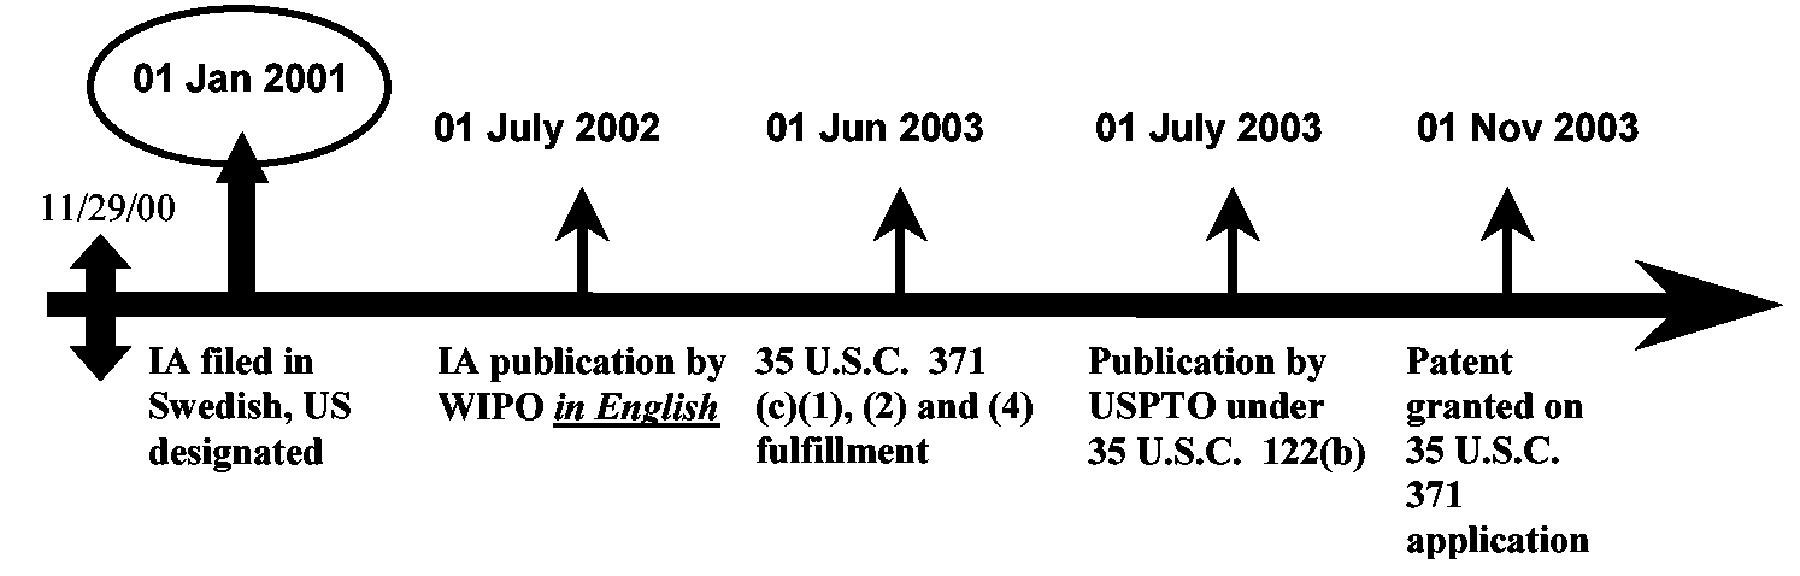 01 Jan 2001
01 July 2002
01 Jun 2003
01 July 2003
01 Nov 2003
11/29/00
IA filed in
Swedish, US
designated
IA publication by
WIPO in English
35 U.S.C. 371
(c)(1), (2) and (4)
fulfillment
Publication by
USPTO under
35 U.S.C. 122(b)
Patent
granted on
35 U.S.C.
371
application